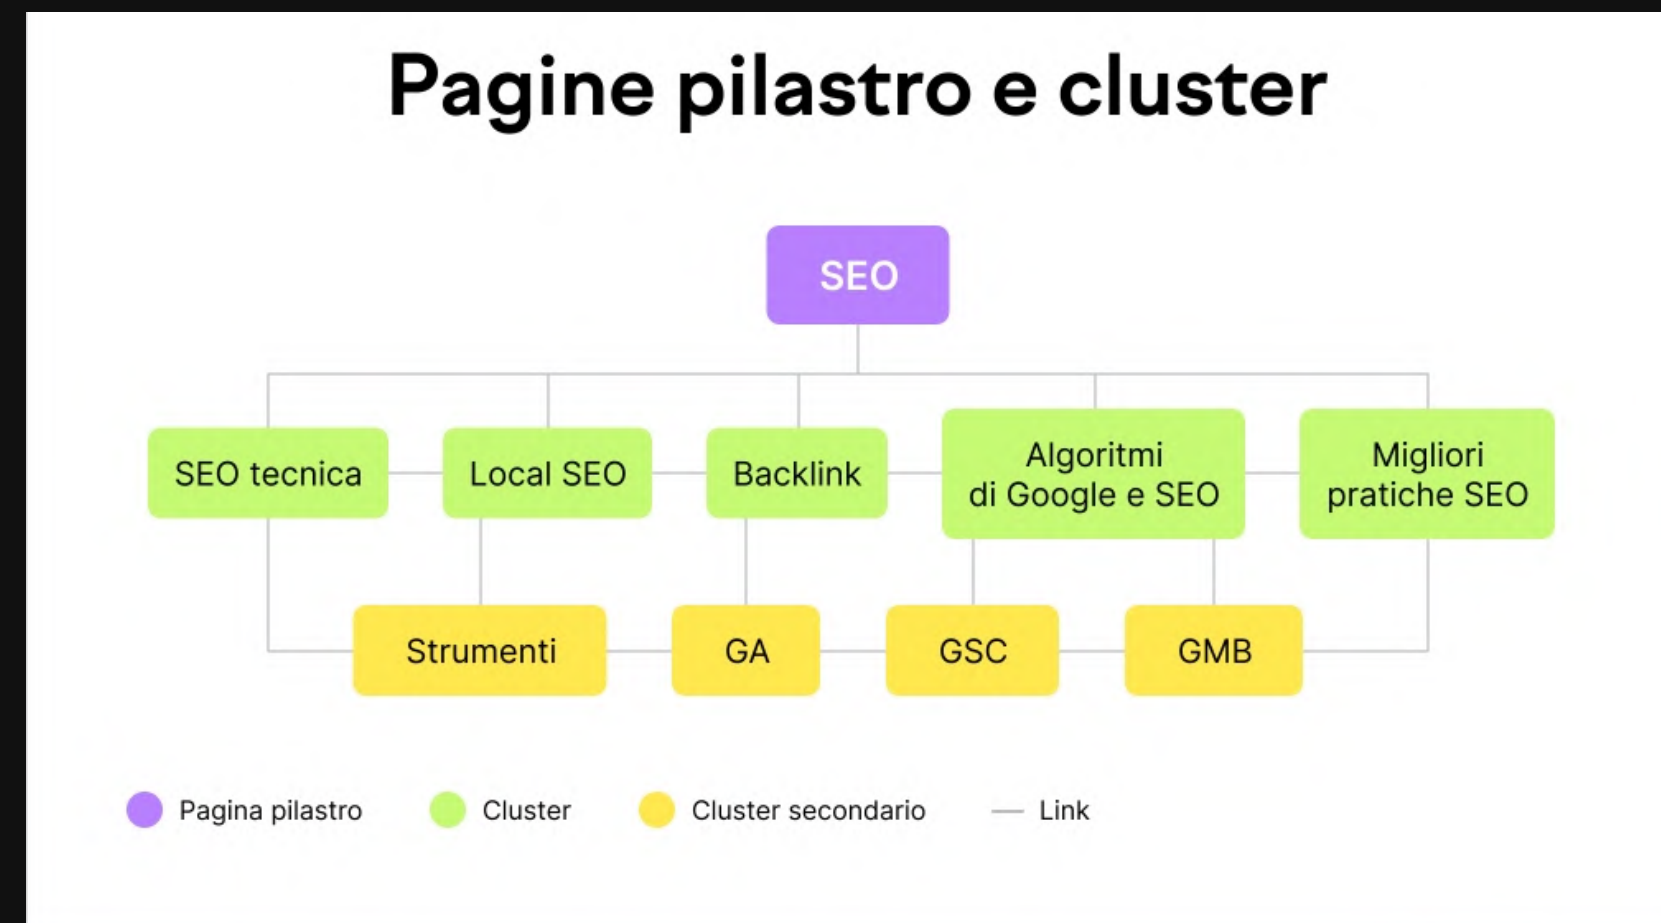 Pagine pilastro e cluster
SEO
SEO tecnica
Local SEO
Backlink
Algoritmi
di Google e SEO
Migliori
pratiche SEO
Strumenti
GA
GSC
GMB
Pagina pilastro
Cluster
Cluster secondario
Link